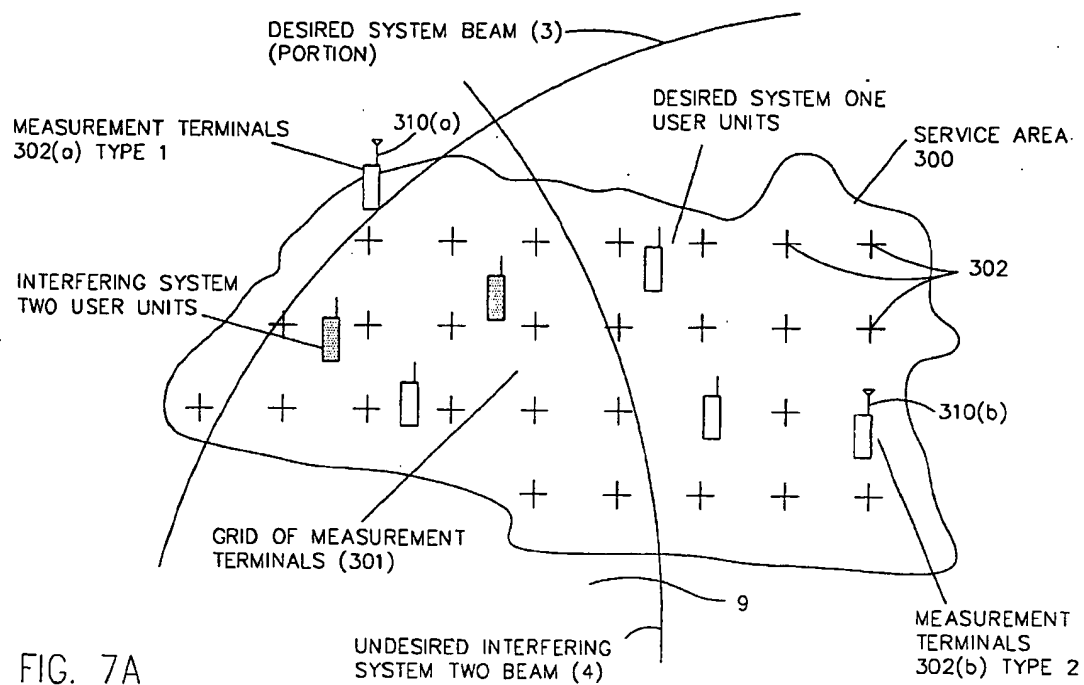 DESIRED SYSTEM BEAM (3)
(PORTION)
MEASUREMENT TERMINALS
302(a) TYPE 1
310(a)
DESIRED SYSTEM ONE
USER UNITS
SERVICE AREA
300
302
INTERFERING SYSTEM
TWO USER UNITS
310(b)
GRID OF MEASUREMENT
TERMINALS (301)
9
UNDESIRED INTERFERING
SYSTEM TWO BEAM (4)
MEASUREMENT
TERMINALS
302(b) TYPE 2
FIG. 7A